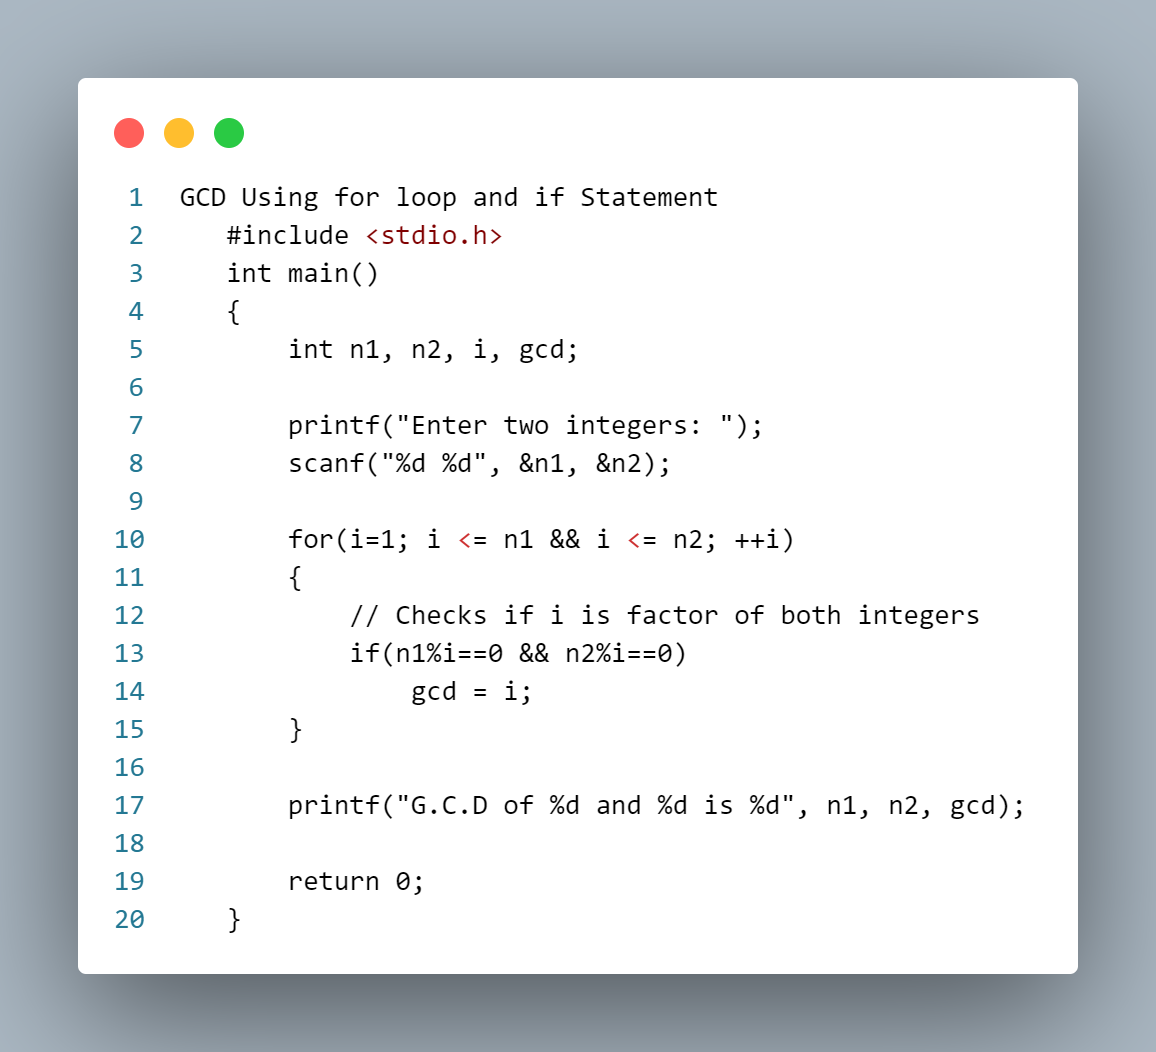 1 GCD Using for loop and if Statement
2    #include <stdio.h>
3    int main()
4    {
5        int n1, n2, i, gcd;
6
7        printf("Enter two integers: ");
8        scanf("%d %d", &n1, &n2);
9
10        for(i=1; i <= n1 && i <= n2; ++i)
11        {
12            // Checks if i is factor of both integers
13            if(n1%i==0 && n2%i==0)
14                gcd = i;
15        }
16
17        printf("G.C.D of %d and %d is %d", n1, n2, gcd);
18
19        return 0;
20    }